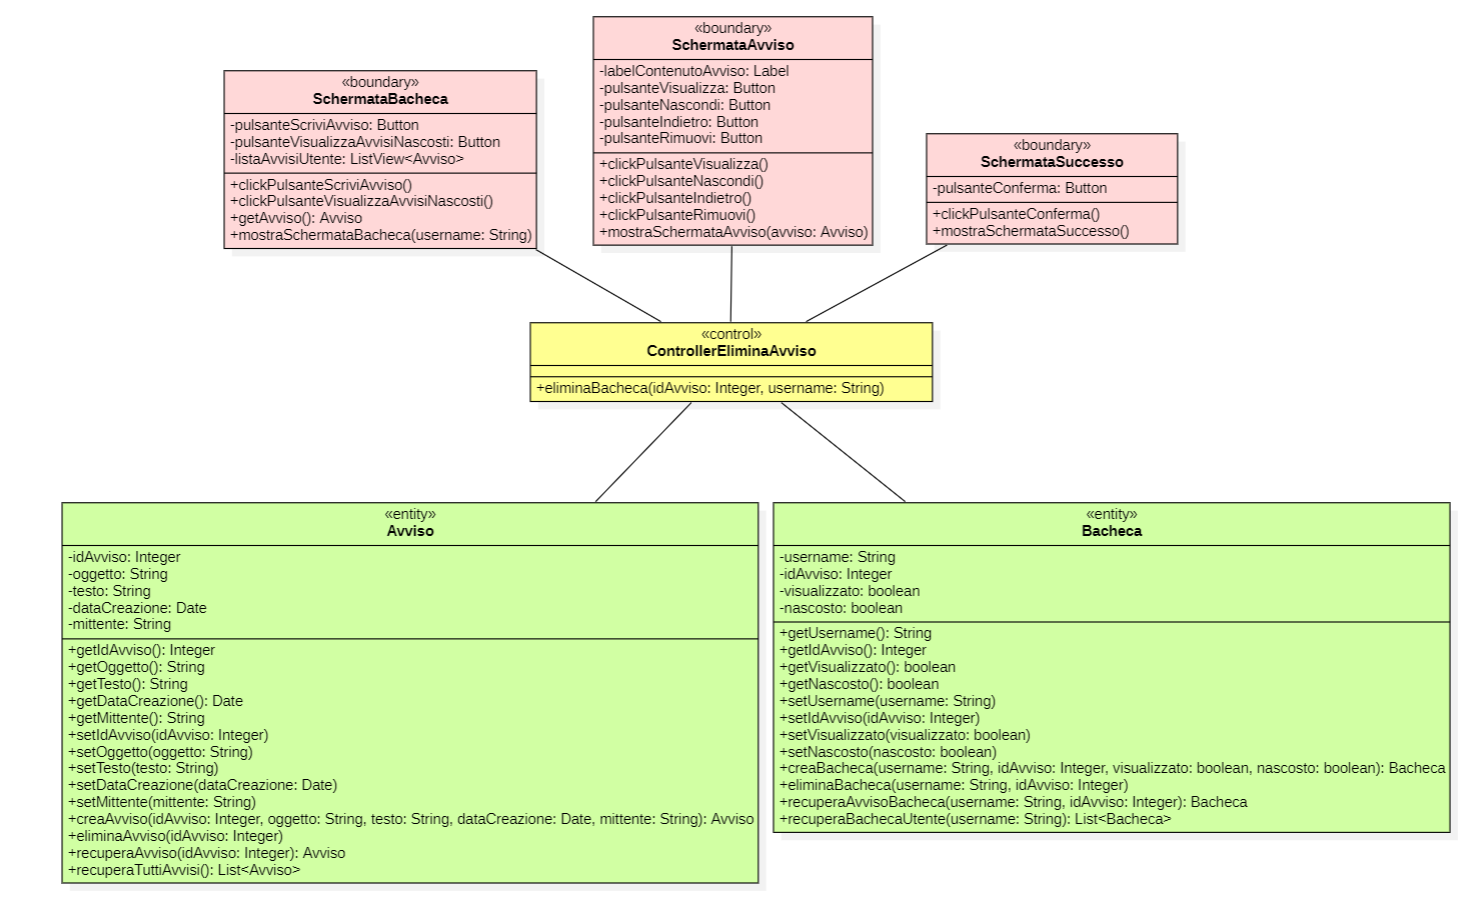 «boundary»
SchermataBacheca
-pulsanteScriviAvviso: Button
-pulsanteVisualizzaAvvisiNascosti: Button
-listaAvvisiUtente: ListView<Avviso>
+clickPulsanteScriviAvviso()
+clickPulsanteVisualizzaAvvisiNascosti()
+getAvviso(): Avviso
+mostraSchermataBacheca(username: String)
«boundary»
SchermataAvviso
-labelContenutoAvviso: Label
-pulsanteVisualizza: Button
-pulsanteNascondi: Button
-pulsanteIndietro: Button
-pulsanteRimuovi: Button
+clickPulsanteVisualizza()
+clickPulsanteNascondi()
+clickPulsanteIndietro()
+clickPulsanteRimuovi()
+mostraSchermataAvviso(avviso: Avviso)
«boundary»
SchermataSuccesso
-pulsanteConferma: Button
+clickPulsanteConferma()
+mostraSchermataSuccesso()
«control»
ControllerEliminaAvviso
+eliminaBacheca(idAvviso: Integer, username: String)
«entity»
Avviso
-idAvviso: Integer
-oggetto: String
-testo: String
-dataCreazione: Date
-mittente: String
+getIdAvviso(): Integer
+getOggetto(): String
+getTesto(): String
+getDataCreazione(): Date
+getMittente(): String
+setIdAvviso(idAvviso: Integer)
+setOggetto(oggetto: String)
+setTesto(testo: String)
+setDataCreazione(dataCreazione: Date)
+setMittente(mittente: String)
+creaAvviso(idAvviso: Integer, oggetto: String, testo: String, dataCreazione: Date, mittente: String): Avviso
+eliminaAvviso(idAvviso: Integer)
+recuperaAvviso(idAvviso: Integer): Avviso
+recuperaTuttiAvvisi(): List<Avviso>
«entity»
Bacheca
-username: String
-idAvviso: Integer
-visualizzato: boolean
-nascosto: boolean
+getUsername(): String
+getIdAvviso(): Integer
+getVisualizzato(): boolean
+getNascosto(): boolean
+setUsername(username: String)
+setIdAvviso(idAvviso: Integer)
+setVisualizzato(visualizzato: boolean)
+setNascosto(nascosto: boolean)
+creaBacheca(username: String, idAvviso: Integer, visualizzato: boolean, nascosto: boolean): Bacheca
+eliminaBacheca(username: String, idAvviso: Integer)
+recuperaAvvisoBacheca(username: String, idAvviso: Integer): Bacheca
+recuperaBachecaUtente(username: String): List<Bacheca>